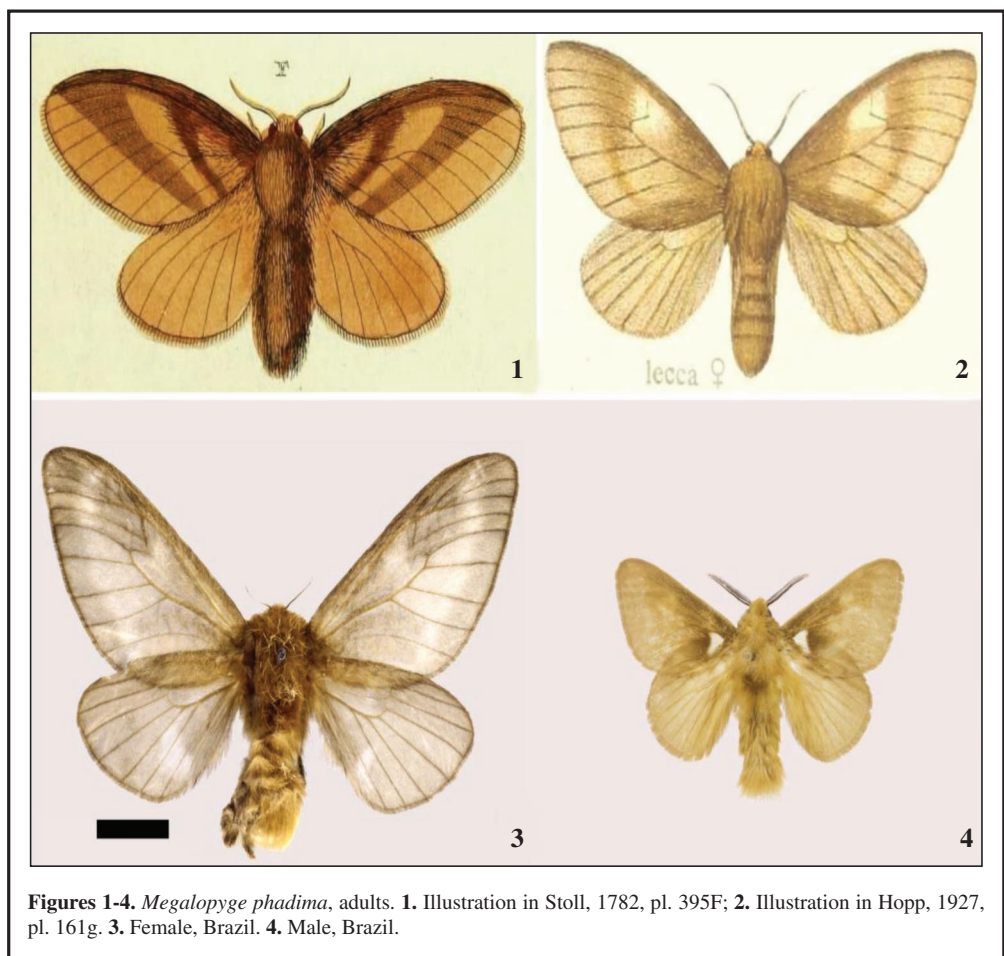 F
1
2
lecca ♀
3
4
Figures 1-4. Megalopyge phadima, adults. 1. Illustration in Stoll, 1782, pl. 395F; 2. Illustration in Hopp, 1927,
pl. 161g. 3. Female, Brazil. 4. Male, Brazil.